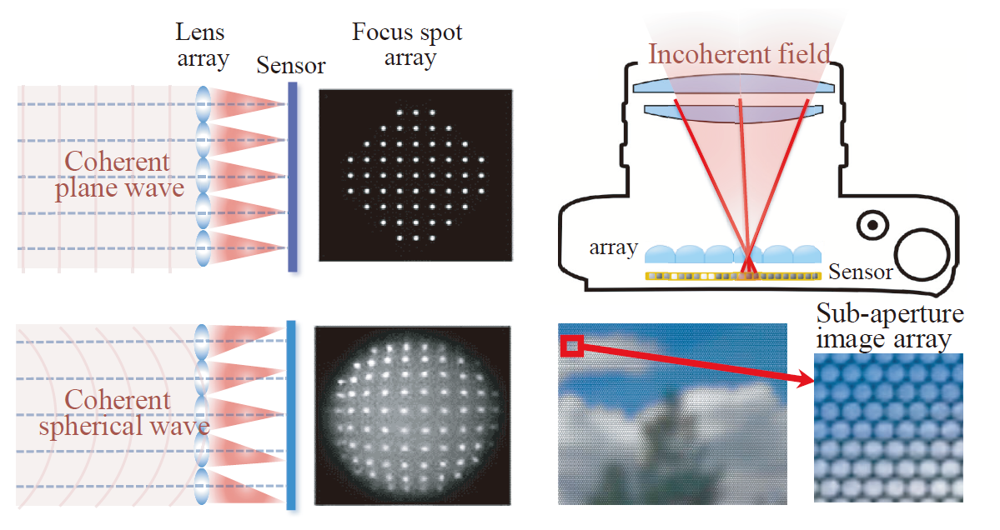 Lens
array
Sensor
Focus spot
array
Coherent
plane wave
Coherent
spherical wave
Incoherent field
array
Sensor
Sub-aperture
image array